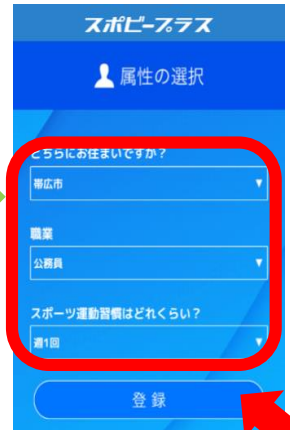 スポビープラス
属性の選択
どちらにお住まいですか？
帯広市
職業
公務員
スポーツ運動習慣はどれくらい？
週1回
登録